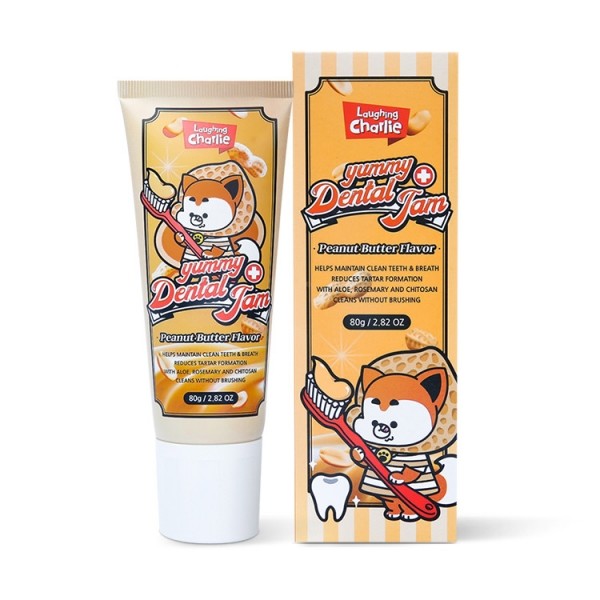 Laughing
Charlie
yummy
Dental Jam
Peanut Butter Flavor
HELPS MAINTAIN CLEAN TEETH & BREATH
REDUCES TARTAR FORMATION
WITH ALOE, ROSEMARY AND CHITOSAN
CLEANS WITHOUT BRUSHING
80g / 2,82 OZ
Laughing
Charlie
yummy
Dental Jam
· Peanut Butter Flavor ·
HELPS MAINTAIN CLEAN TEETH & BREATH
REDUCES TARTAR FORMATION
WITH ALOE, ROSEMARY AND CHITOSAN
CLEANS WITHOUT BRUSHING
80g / 2,82 OZ